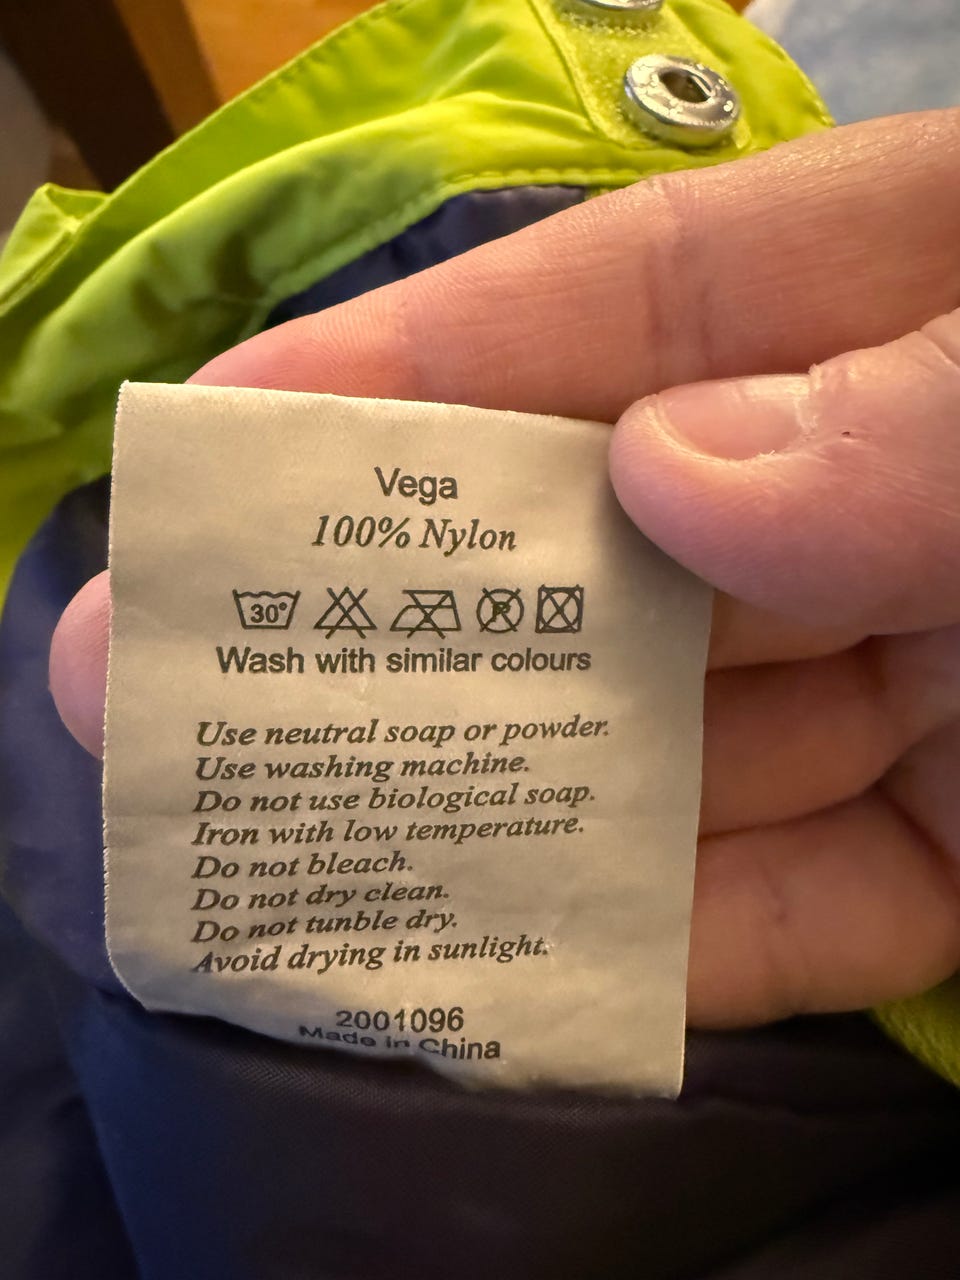 Vega
100% Nylon
30° P
Wash with similar colours
Use neutral soap or powder.
Use washing machine.
Do not use biological soap.
Iron with low temperature.
Do not bleach.
Do not dry clean.
Do not tunble dry.
Avoid drying in sunlight.
2001096
Made in China